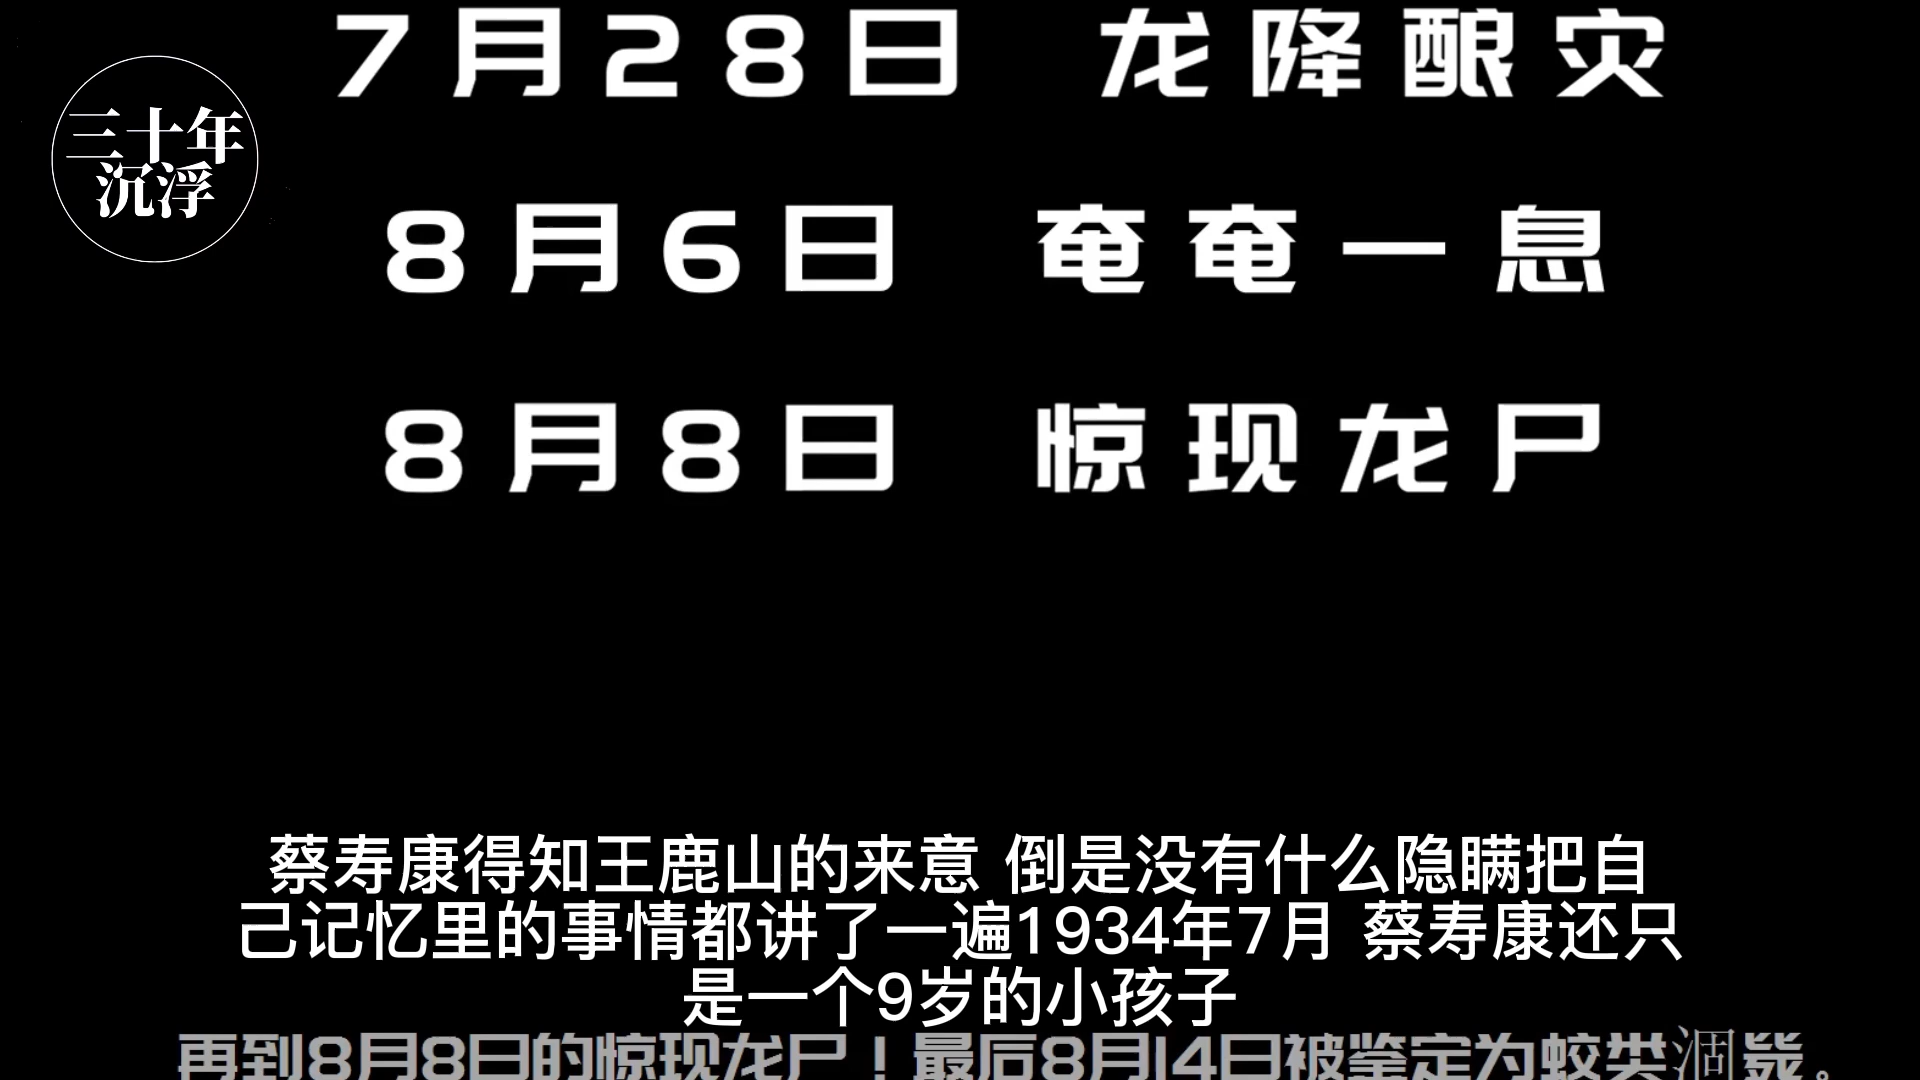 7月28日 龙降酿灾
三十年
沉浮
8月6日 奄奄一息
8月8日 惊现龙尸
蔡寿康得知王鹿山的来意 倒是没有什么隐瞒把自
己记忆里的事情都讲了一遍1934年7月 蔡寿康还只
是一个9岁的小孩子
再到8月8日的惊现龙尸！最后8月14日被鉴定为蛟类涸毙。